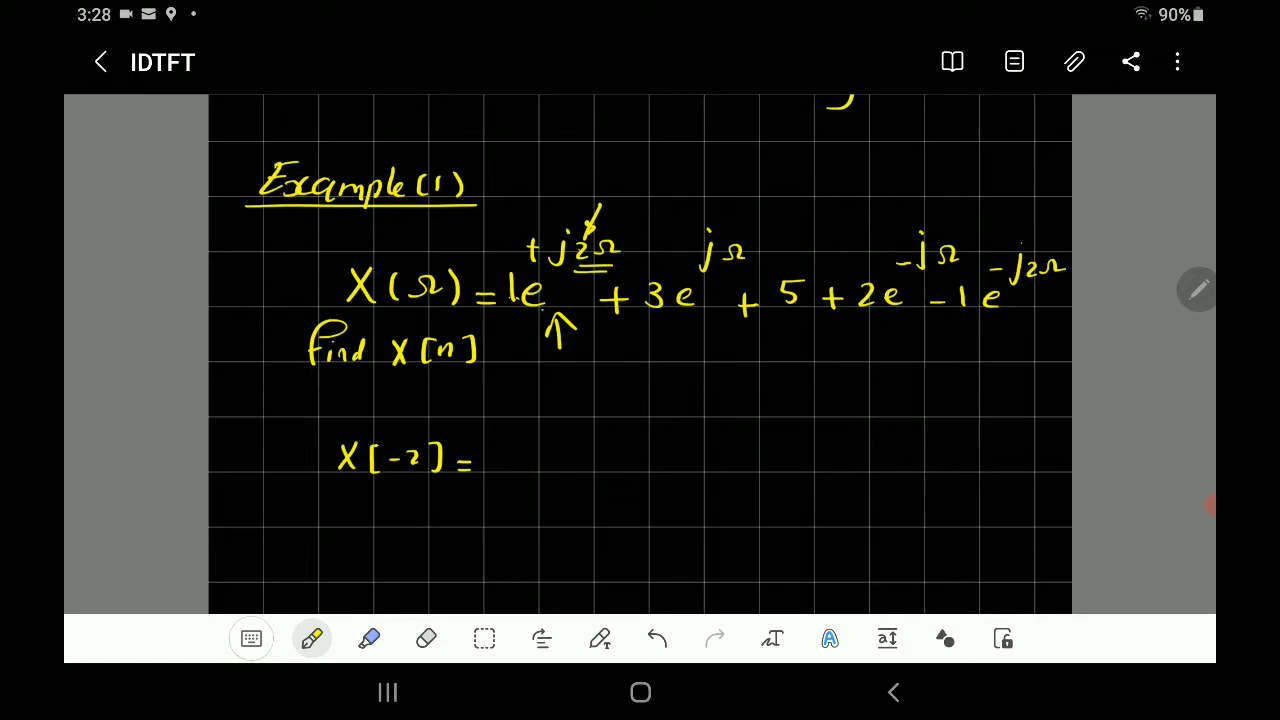 3:28 90%
IDTFT
Example (1)
X(Ω) = 1e^{+j2Ω} + 3e^{jΩ} + 5 + 2e^{-jΩ} - 1e^{-j2Ω}
find X[n]
X[-2] =